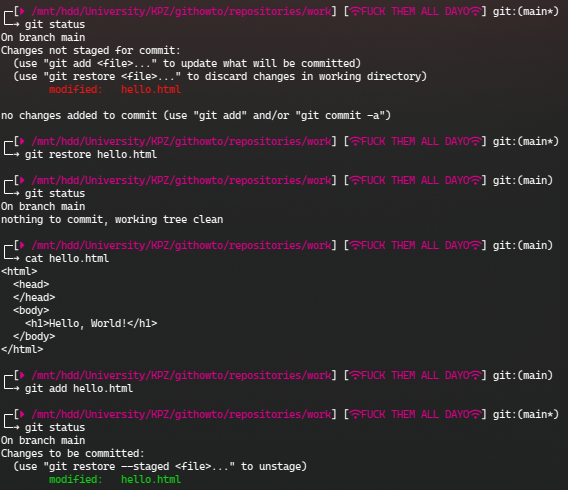 ┌─[ /mnt/hdd/University/KPZ/githowto/repositories/work] [FUCK THEM ALL DAYO] git:(main*)
└─➝ git status
On branch main
Changes not staged for commit:
  (use "git add <file>..." to update what will be committed)
  (use "git restore <file>..." to discard changes in working directory)
        modified:   hello.html

no changes added to commit (use "git add" and/or "git commit -a")

┌─[ /mnt/hdd/University/KPZ/githowto/repositories/work] [FUCK THEM ALL DAYO] git:(main*)
└─➝ git restore hello.html

┌─[ /mnt/hdd/University/KPZ/githowto/repositories/work] [FUCK THEM ALL DAYO] git:(main)
└─➝ git status
On branch main
nothing to commit, working tree clean

┌─[ /mnt/hdd/University/KPZ/githowto/repositories/work] [FUCK THEM ALL DAYO] git:(main)
└─➝ cat hello.html
<html>
  <head>
  </head>
  <body>
    <h1>Hello, World!</h1>
  </body>
</html>

┌─[ /mnt/hdd/University/KPZ/githowto/repositories/work] [FUCK THEM ALL DAYO] git:(main)
└─➝ git add hello.html

┌─[ /mnt/hdd/University/KPZ/githowto/repositories/work] [FUCK THEM ALL DAYO] git:(main*)
└─➝ git status
On branch main
Changes to be committed:
  (use "git restore --staged <file>..." to unstage)
        modified:   hello.html